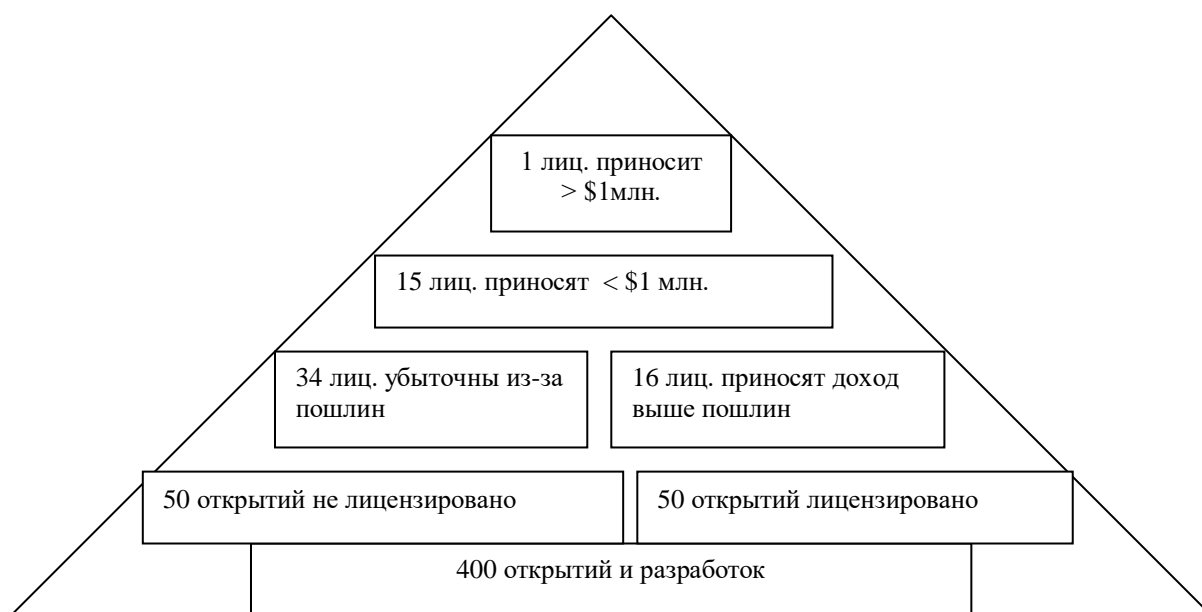 1 лиц. приносит
> $1млн.
15 лиц. приносят < $1 млн.
34 лиц. убыточны из-за
пошлин
16 лиц. приносят доход
выше пошлин
50 открытий не лицензировано
50 открытий лицензировано
400 открытий и разработок